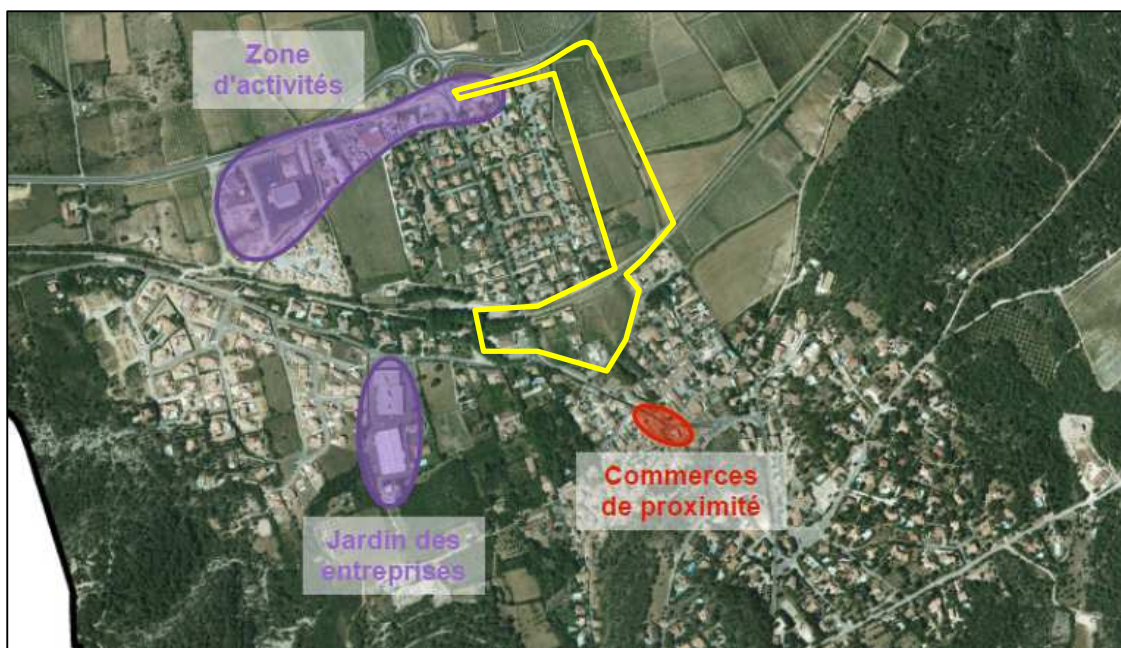 Zone
d'activités
Commerces
de proximité
Jardin des
entreprises